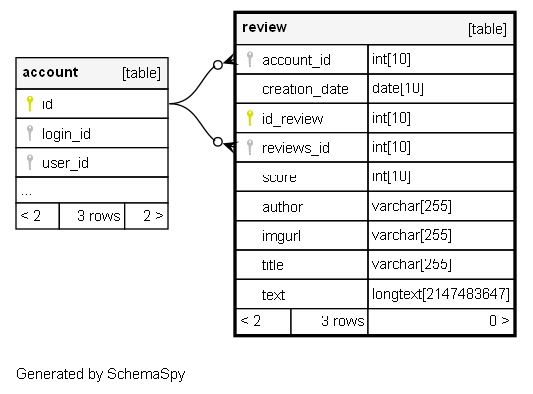 account [table]
id
login_id
user_id
...
< 2 3 rows 2 >
review [table]
account_id int[10]
creation_date date[10]
id_review int[10]
reviews_id int[10]
score int[10]
author varchar[255]
imgurl varchar[255]
title varchar[255]
text longtext[2147483647]
< 2 3 rows 0 >
Generated by SchemaSpy